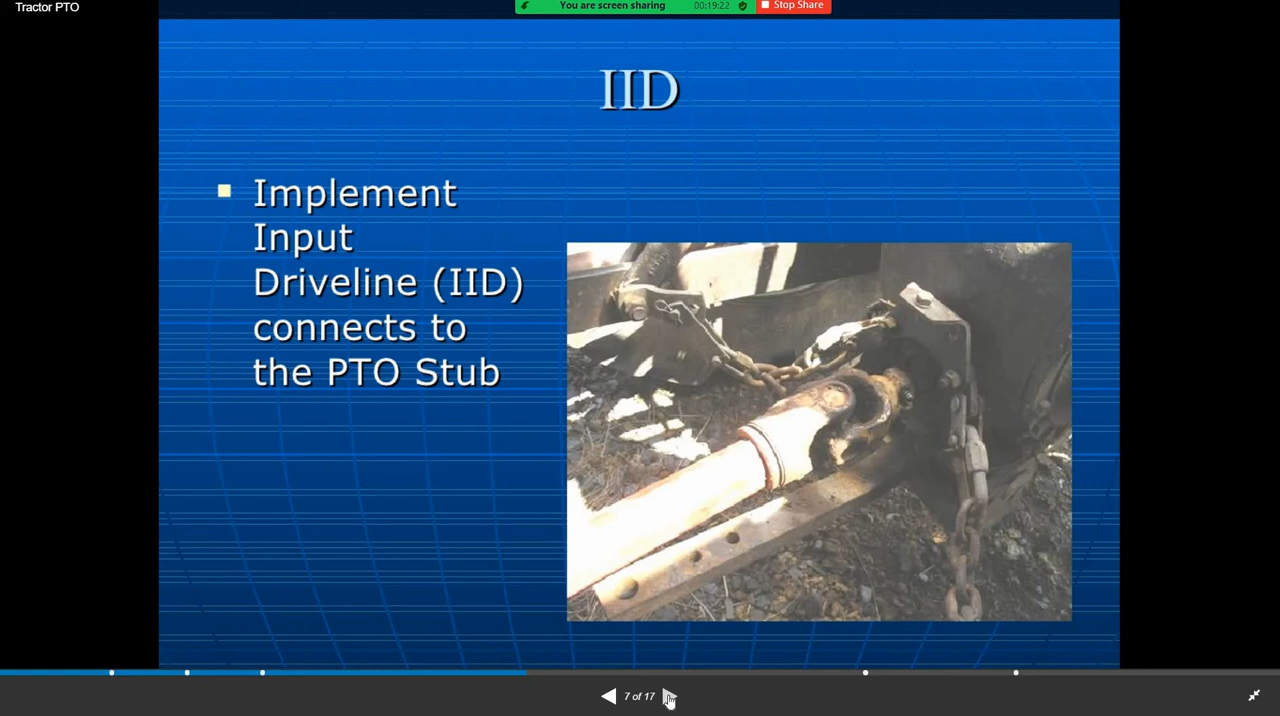 Tractor PTO
You are screen sharing 00:19:22 Stop Share
IID
Implement
Input
Driveline (IID)
connects to
the PTO Stub
7 of 17